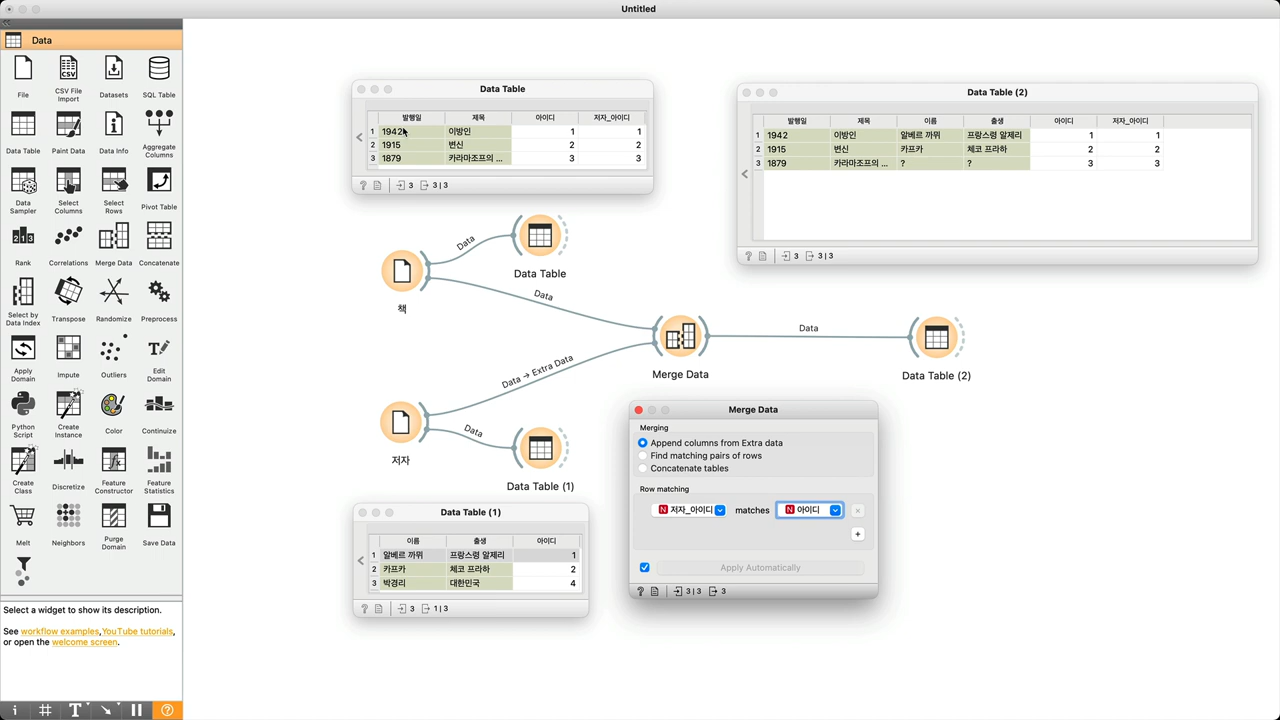 Untitled
Data
File
CSV File Import
Datasets
SQL Table
Data Table
Paint Data
Data Info
Aggregate Columns
Data Sampler
Select Columns
Select Rows
Pivot Table
Rank
Correlations
Merge Data
Concatenate
Select by Data Index
Transpose
Randomize
Preprocess
Apply Domain
Impute
Outliers
Edit Domain
Python Script
Create Instance
Color
Continuize
Create Class
Discretize
Feature Constructor
Feature Statistics
Melt
Neighbors
Purge Domain
Save Data
Select a widget to show its description.
See workflow examples, YouTube tutorials,
or open the welcome screen.
Data Table
발행일 제목 아이디 저자_아이디
1 1942 이방인 1 1
2 1915 변신 2 2
3 1879 카라마조프의 ... 3 3
? 3 3 | 3
Data Table (2)
발행일 제목 이름 출생 아이디 저자_아이디
1 1942 이방인 알베르 까뮈 프랑스령 알제리 1 1
2 1915 변신 카프카 체코 프라하 2 2
3 1879 카라마조프의 ... ? ? 3 3
? 3 3 | 3
Data
Data Table
책
Data
Data
Merge Data
Data Table (2)
Data → Extra Data
저자
Data
Data Table (1)
Data Table (1)
이름 출생 아이디
1 알베르 까뮈 프랑스령 알제리 1
2 카프카 체코 프라하 2
3 박경리 대한민국 4
? 3 1 | 3
Merge Data
Merging
Append columns from Extra data
Find matching pairs of rows
Concatenate tables
Row matching
N 저자_아이디 matches N 아이디 ×
+
Apply Automatically
? 3 | 3 3